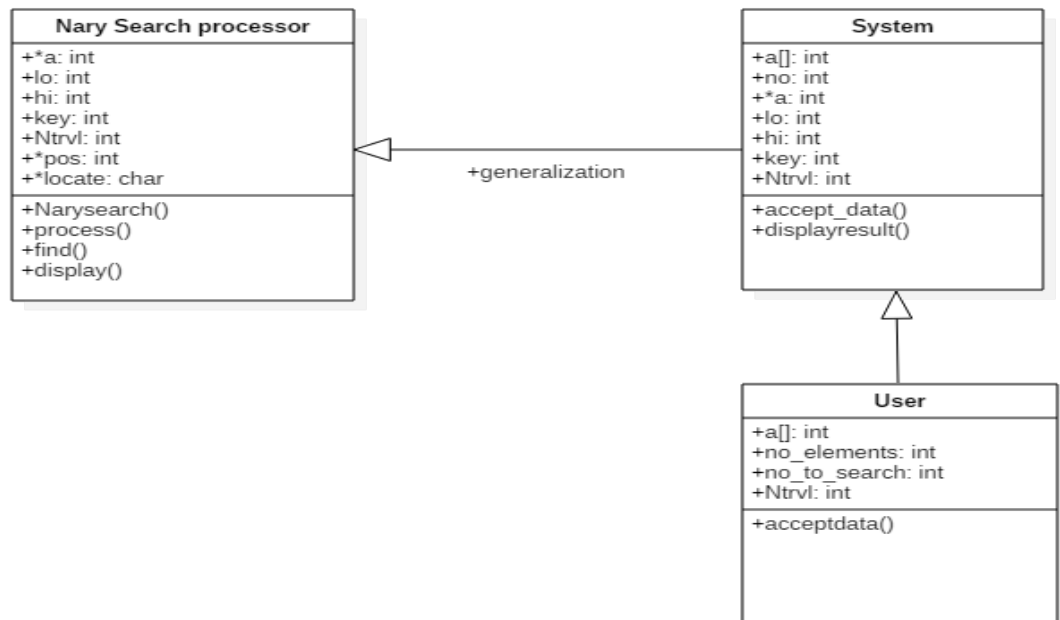 Nary Search processor
+*a: int
+lo: int
+hi: int
+key: int
+Ntrvl: int
+*pos: int
+*locate: char
+Narysearch()
+process()
+find()
+display()
+generalization
System
+a[]: int
+no: int
+*a: int
+lo: int
+hi: int
+key: int
+Ntrvl: int
+accept_data()
+displayresult()
User
+a[]: int
+no_elements: int
+no_to_search: int
+Ntrvl: int
+acceptdata()